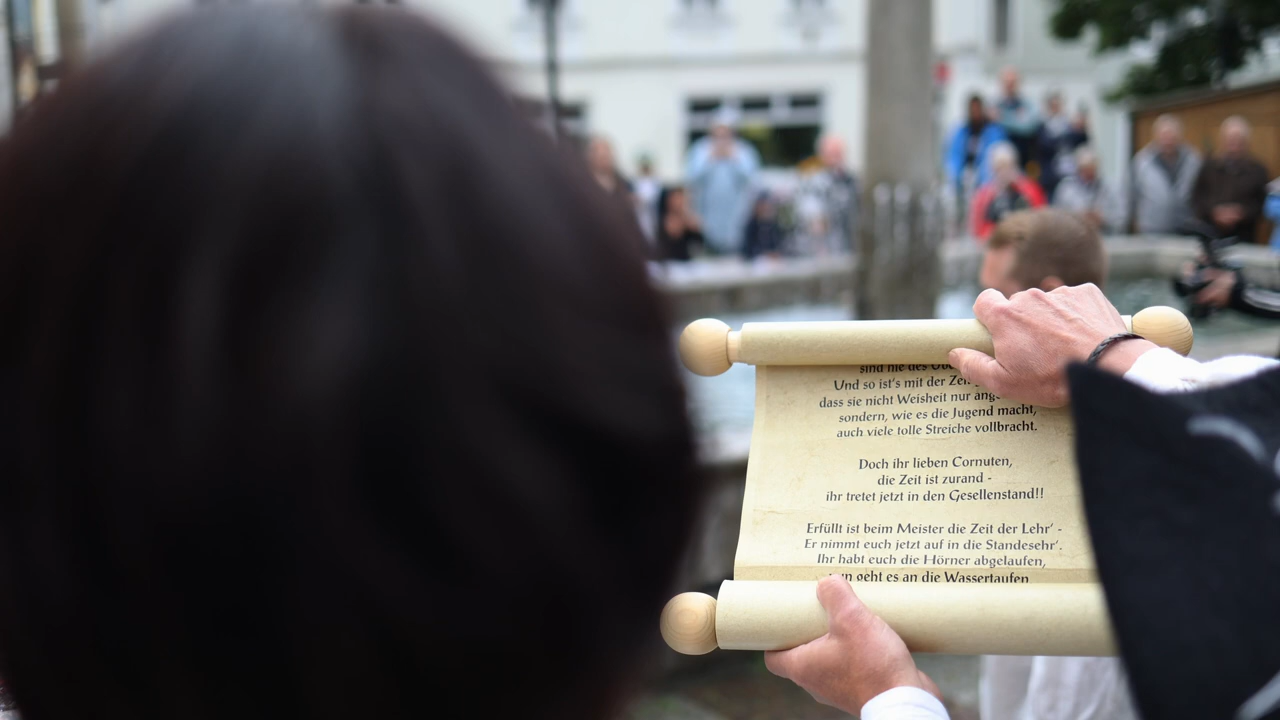 sind nie des
Und so ist's mit der
dass sie nicht Weisheit nur
sondern, wie es die Jugend macht,
auch viele tolle Streiche vollbracht.
Doch ihr lieben Cornuten,
die Zeit ist zurand -
ihr tretet jetzt in den Gesellenstand!!
Erfüllt ist beim Meister die Zeit der Lehr' -
Er nimmt euch jetzt auf in die Standesehr'.
Ihr habt euch die Hörner abgelaufen,
geht es an die Wassertaufen